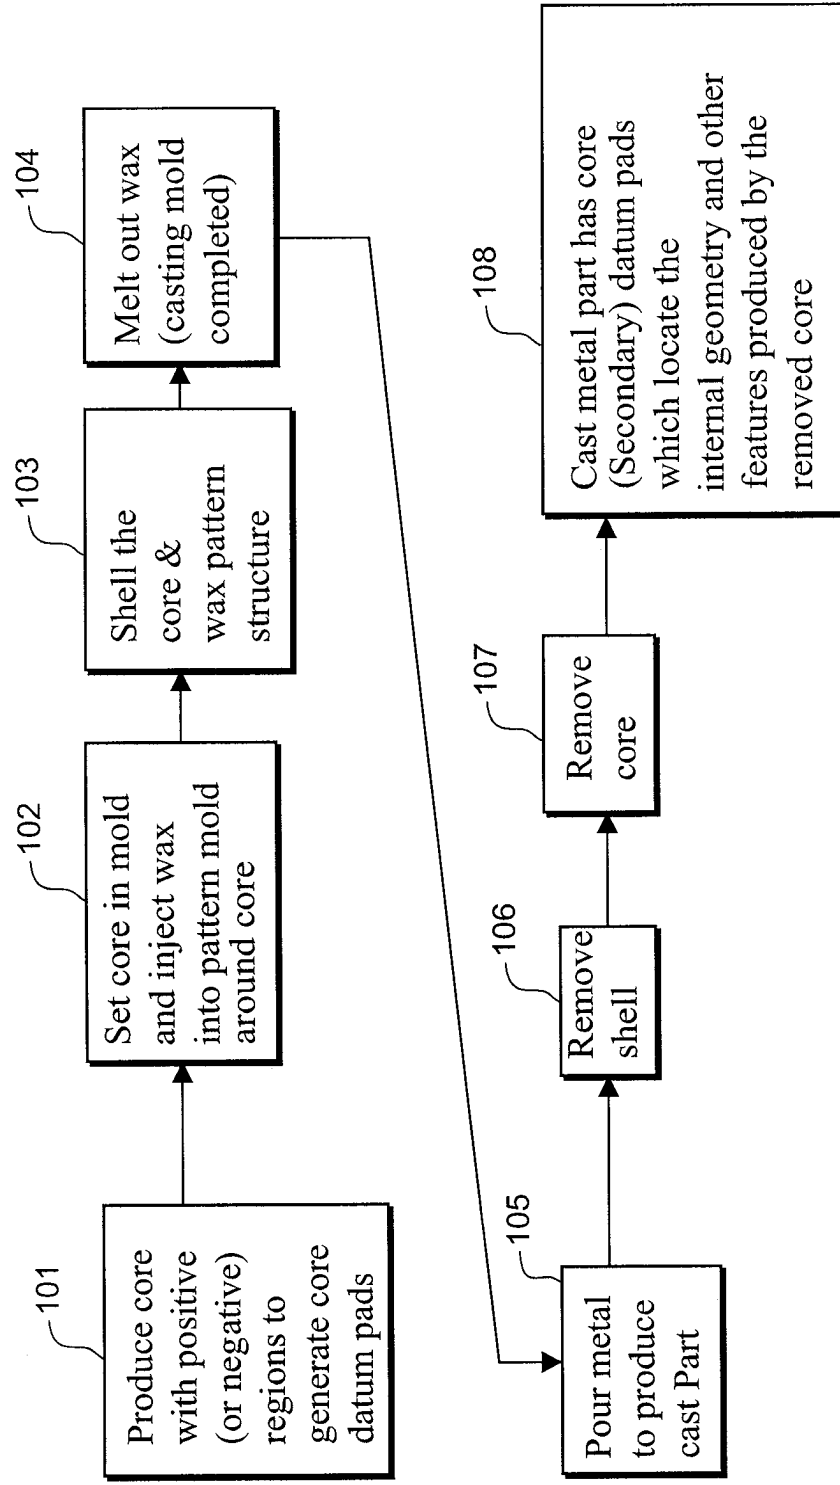 101
Produce core
with positive
(or negative)
regions to
generate core
datum pads
102
Set core in mold
and inject wax
into pattern mold
around core
103
Shell the
core &
wax pattern
structure
104
Melt out wax
(casting mold
completed)
105
Pour metal
to produce
cast Part
106
Remove
shell
107
Remove
core
108
Cast metal part has core
(Secondary) datum pads
which locate the
internal geometry and other
features produced by the
removed core